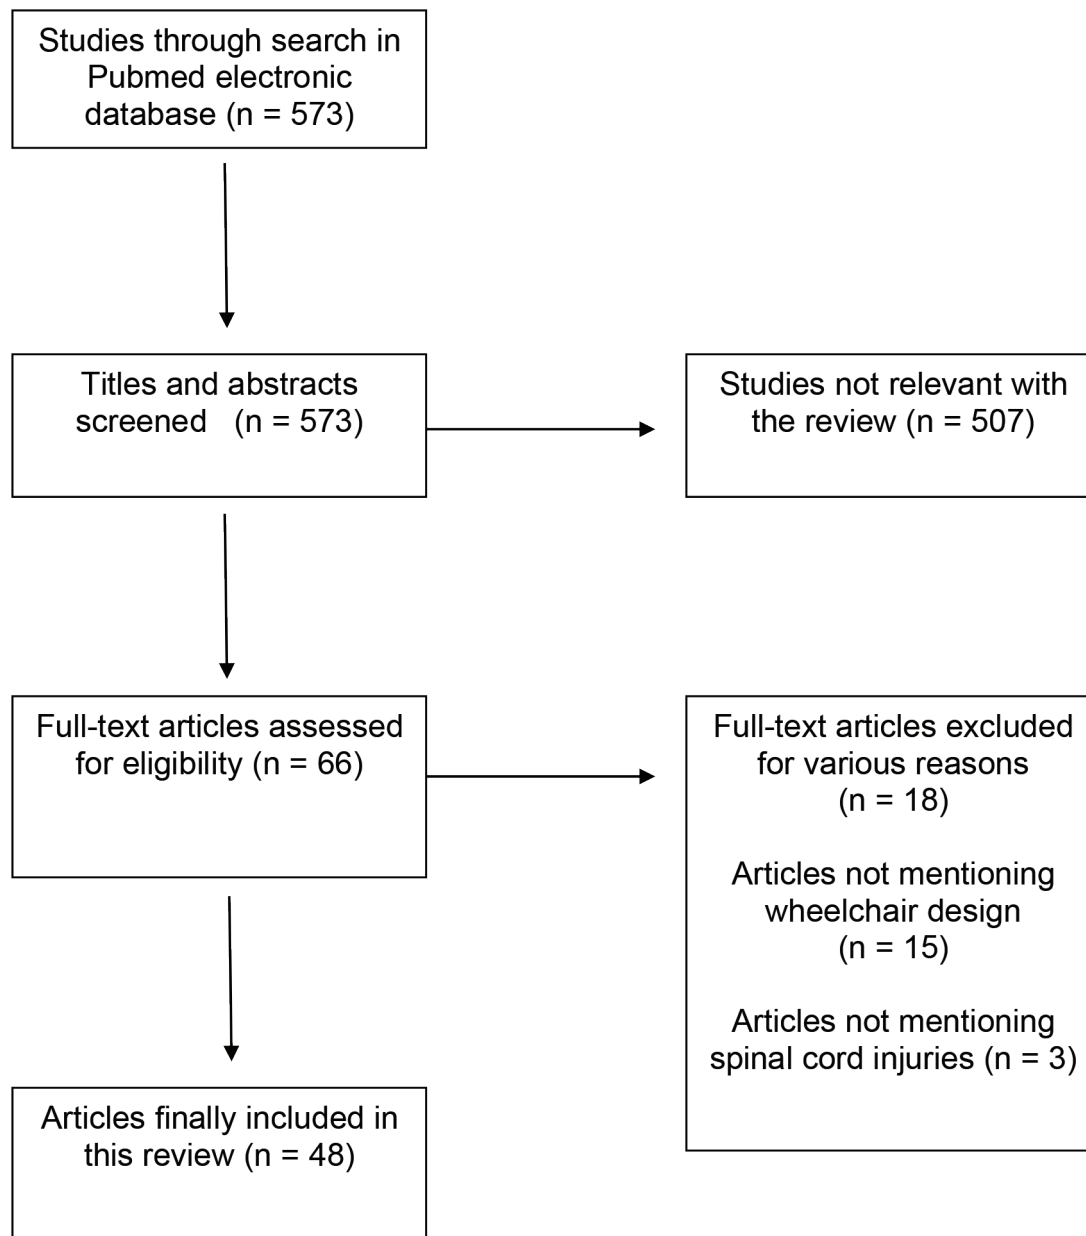 Studies through search in
Pubmed electronic
database (n = 573)
Titles and abstracts
screened   (n = 573)
Studies not relevant with
the review (n = 507)
Full-text articles assessed
for eligibility (n = 66)
Full-text articles excluded
for various reasons
(n = 18)
Articles not mentioning
wheelchair design
(n = 15)
Articles not mentioning
spinal cord injuries (n = 3)
Articles finally included in
this review (n = 48)